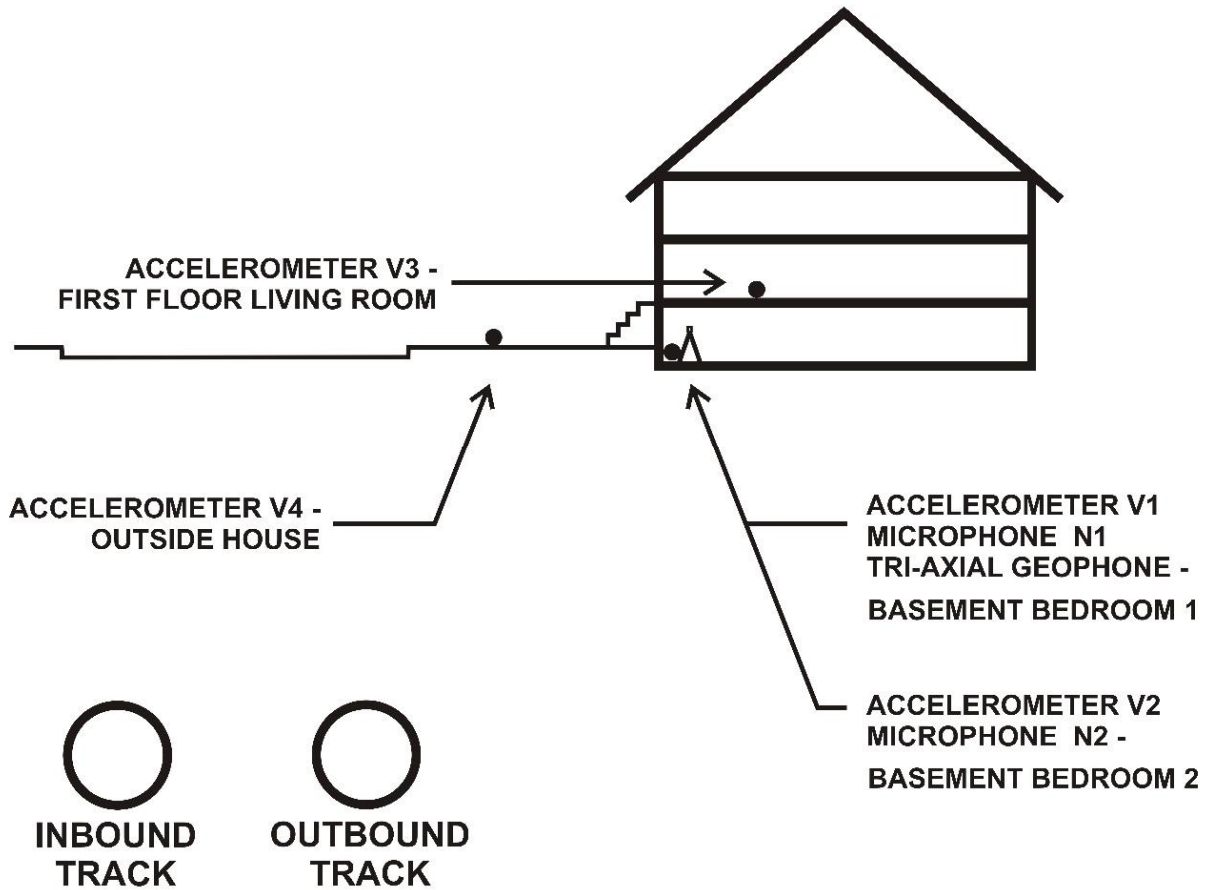 ACCELEROMETER V3 -
FIRST FLOOR LIVING ROOM
ACCELEROMETER V4 -
OUTSIDE HOUSE
ACCELEROMETER V1
MICROPHONE N1
TRI-AXIAL GEOPHONE -
BASEMENT BEDROOM 1
ACCELEROMETER V2
MICROPHONE N2 -
BASEMENT BEDROOM 2
INBOUND
TRACK
OUTBOUND
TRACK